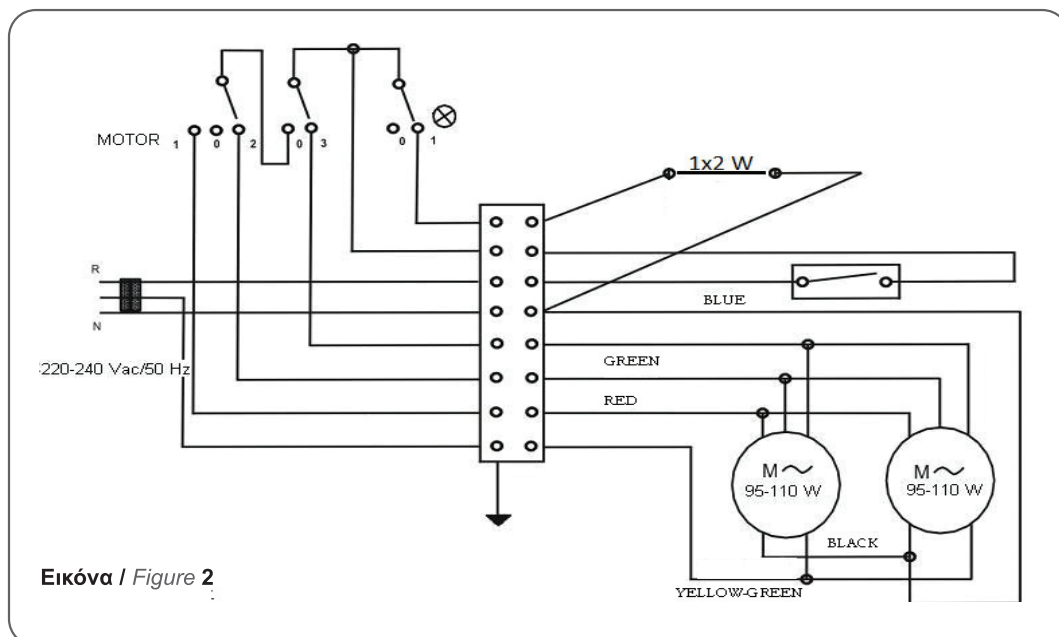 1x2 W
MOTOR 1 0 2 0 3 0 1
R
BLUE
N
220-240 Vac/50 Hz
GREEN
RED
M
95-110 W
M
95-110 W
BLACK
YELLOW-GREEN
Εικόνα / Figure 2